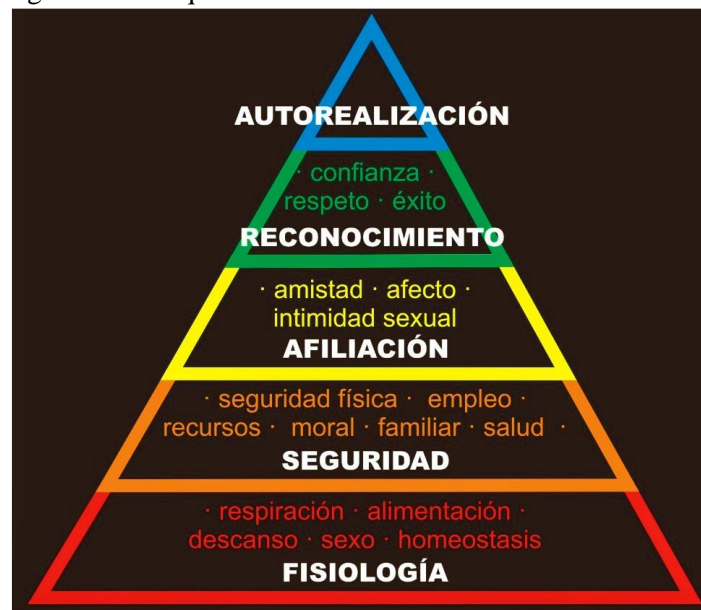 AUTOREALIZACIÓN
· confianza ·
respeto · éxito
RECONOCIMIENTO
· amistad · afecto ·
intimidad sexual
AFILIACIÓN
· seguridad física · empleo ·
recursos · moral · familiar · salud ·
SEGURIDAD
· respiración · alimentación ·
descanso · sexo · homeostasis
FISIOLOGÍA